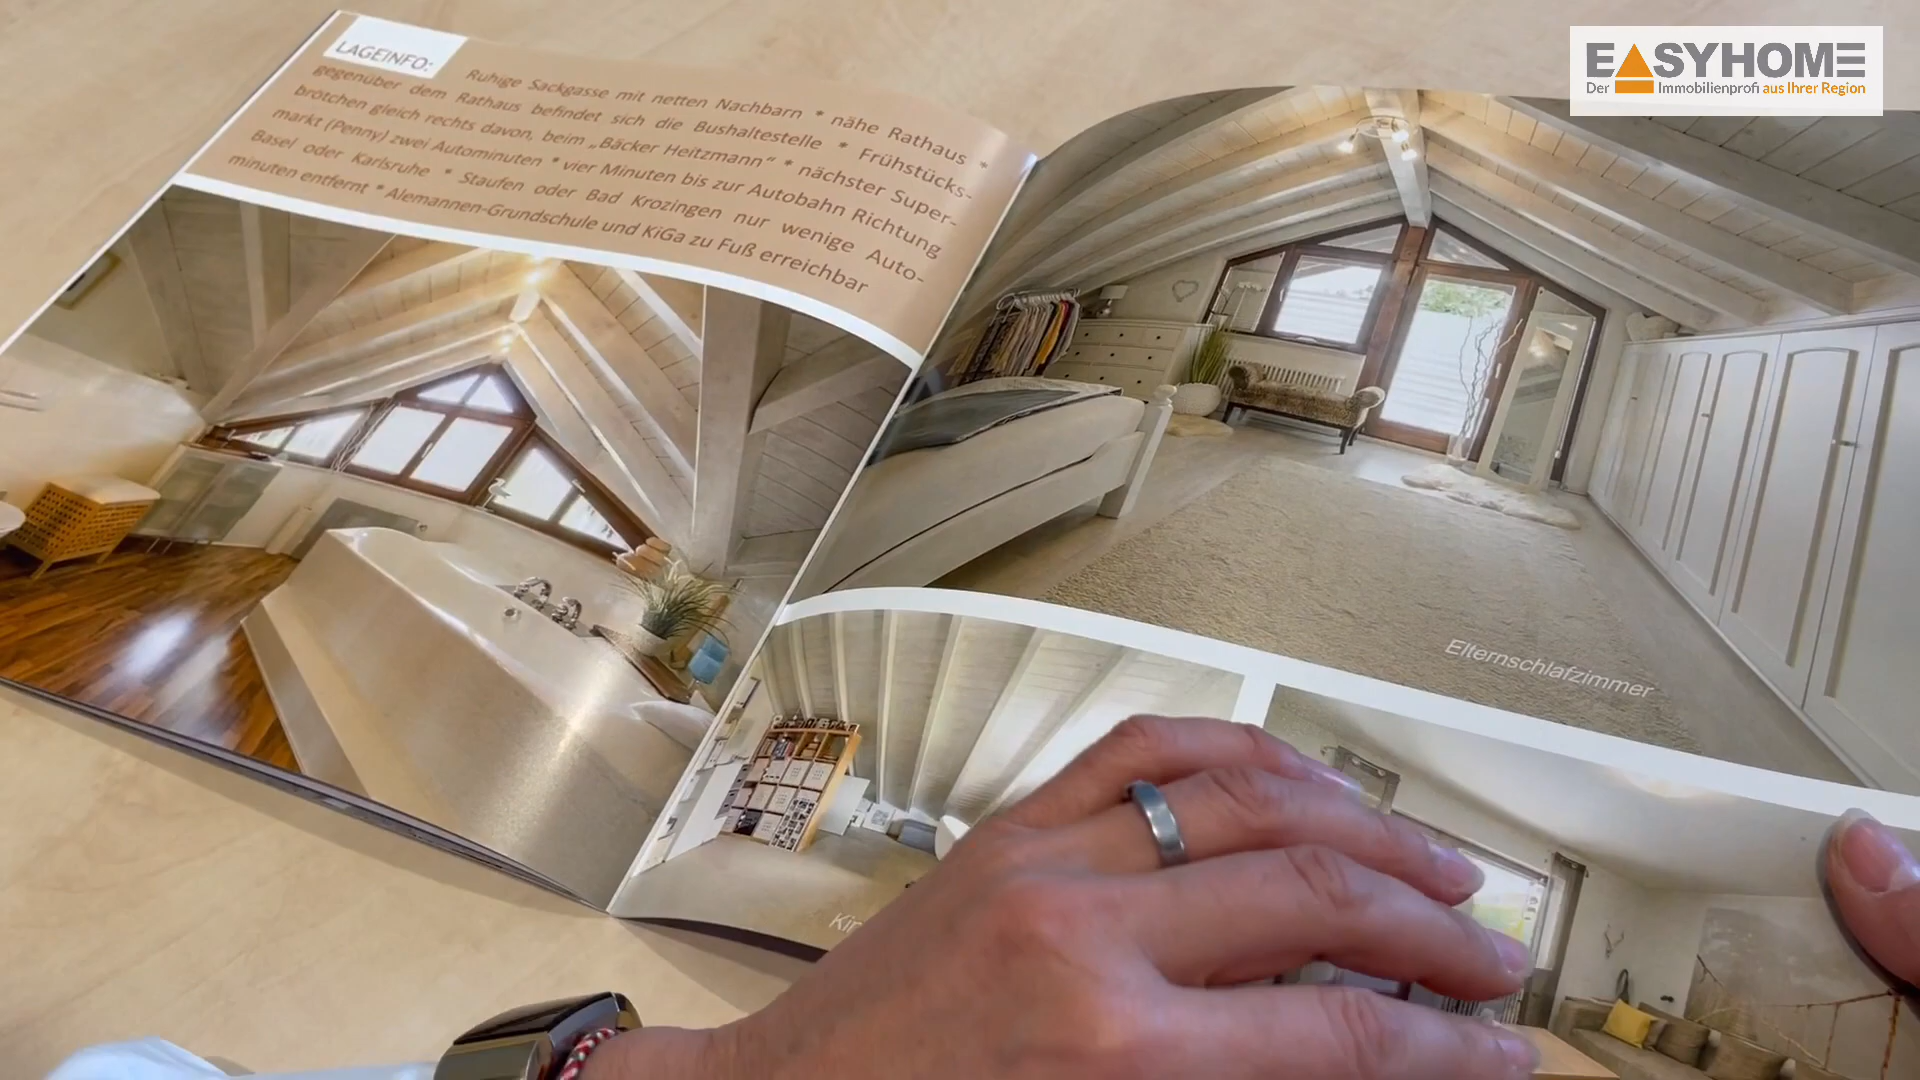 LAGEINFO:
Ruhige Sackgasse mit netten Nachbarn * nähe Rathaus *
gegenüber dem Rathaus befindet sich die Bushaltestelle * Frühstücks-
brötchen gleich rechts davon, beim „Bäcker Heitzmann“ * nächster Super-
markt (Penny) zwei Autominuten * vier Minuten bis zur Autobahn Richtung
Basel oder Karlsruhe * Staufen oder Bad Krozingen nur wenige Auto-
minuten entfernt * Alemannen-Grundschule und KiGa zu Fuß erreichbar
EASYHOME
Der Immobilienprofi aus Ihrer Region
Elternschlafzimmer